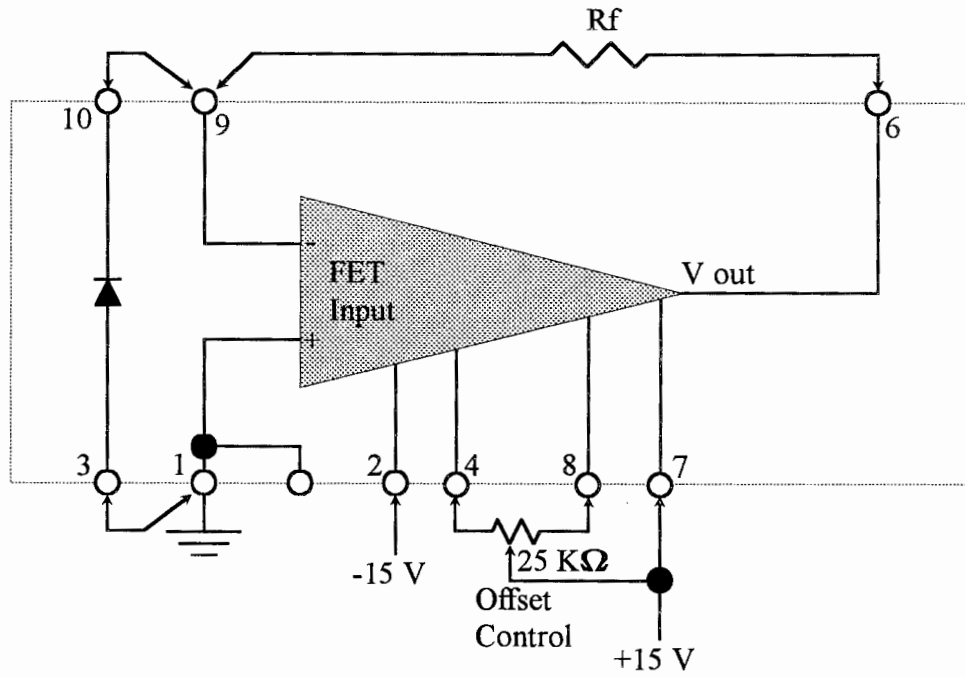 Rf
10
9
6
-
FET
Input
V out
+
3
1
2
4
8
7
-15 V
25 KΩ
Offset
Control
+15 V